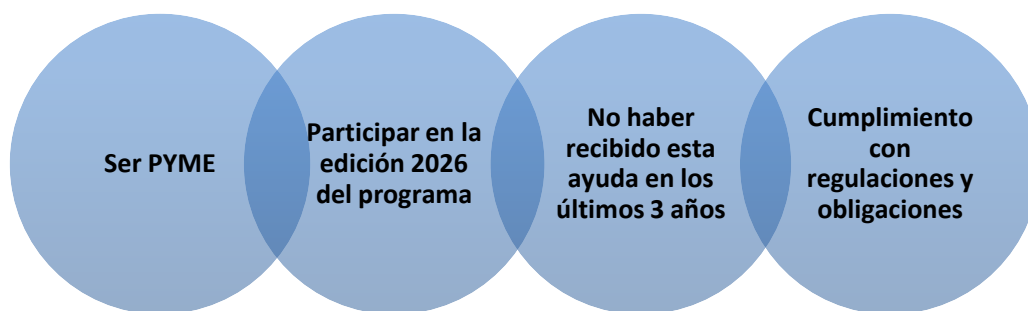 Ser PYME
Participar en la
edición 2026
del programa
No haber
recibido esta
ayuda en los
últimos 3 años
Cumplimiento
con
regulaciones y
obligaciones